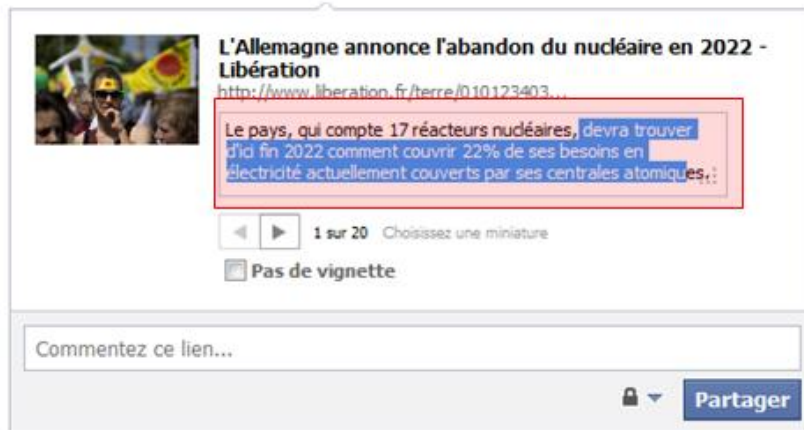 L'Allemagne annonce l'abandon du nucléaire en 2022 -
Libération
http://www.liberation.fr/terre/010123403...
Le pays, qui compte 17 réacteurs nucléaires, devra trouver
d'ici fin 2022 comment couvrir 22% de ses besoins en
électricité actuellement couverts par ses centrales atomiques.
1 sur 20 Choisissez une miniature
Pas de vignette
Commentez ce lien...
Partager